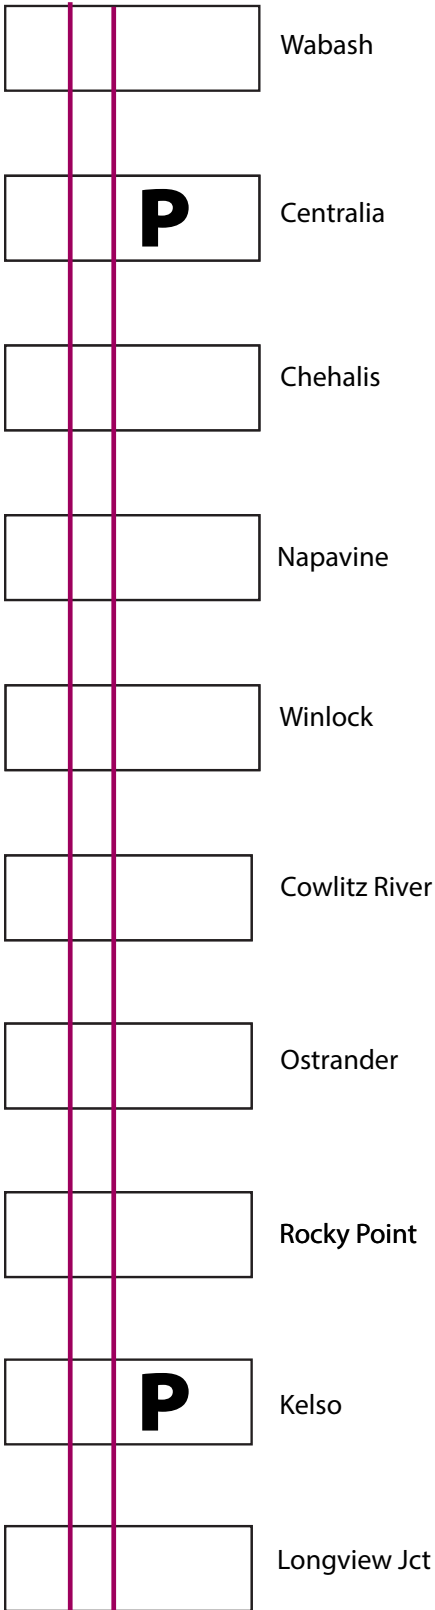 Wabash
P
Centralia
Chehalis
Napavine
Winlock
Cowlitz River
Ostrander
Rocky Point
P
Kelso
Longview Jct